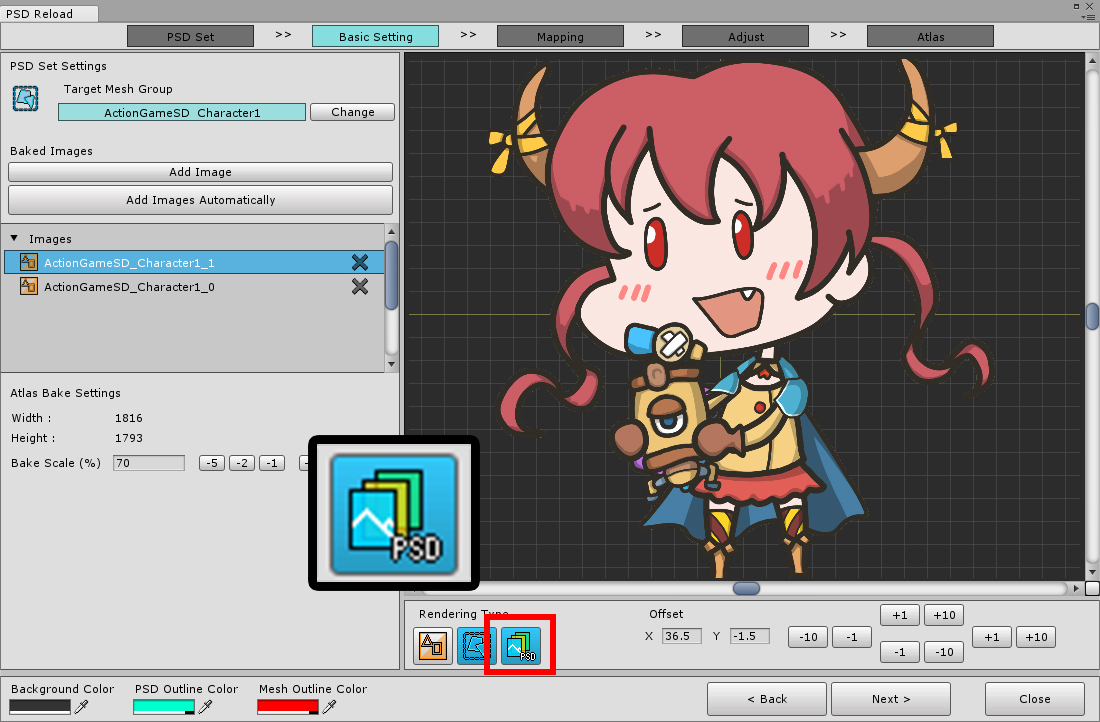 PSD Reload
PSD Set >> Basic Setting >> Mapping >> Adjust >> Atlas
PSD Set Settings
Target Mesh Group
ActionGameSD_Character1 Change
Baked Images
Add Image
Add Images Automatically
Images
ActionGameSD_Character1_1
ActionGameSD_Character1_0
Atlas Bake Settings
Width : 1816
Height : 1793
Bake Scale (%) 70 -5 -2 -1
PSD
Rendering Type Offset
X 36.5 Y -1.5 -10 -1 +1 +10 -1 -10 +1 +10
PSD
Background Color PSD Outline Color Mesh Outline Color
< Back Next > Close